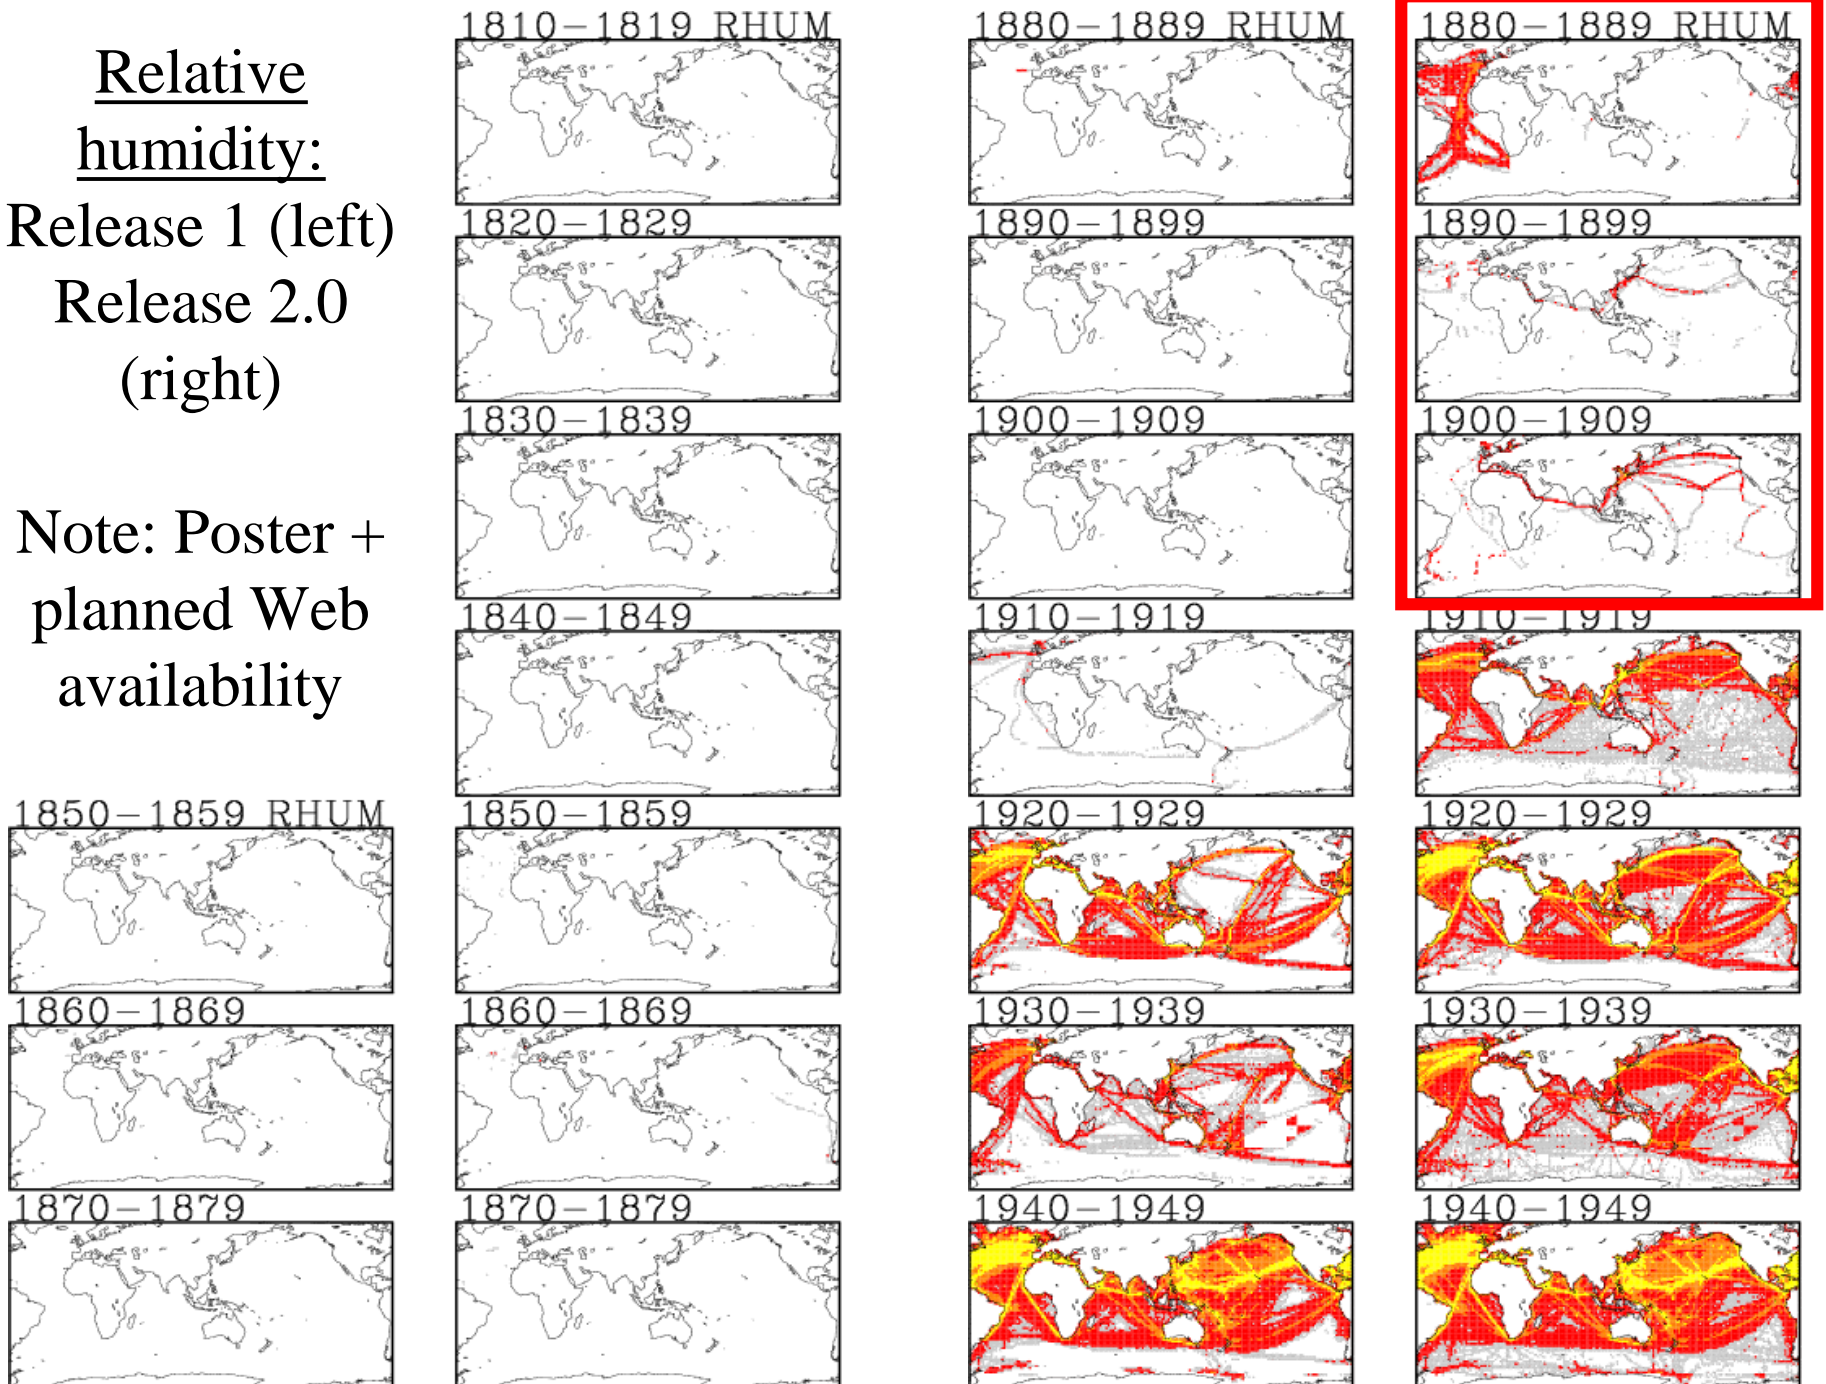 Relative
humidity:
Release 1 (left)
Release 2.0
(right)
Note: Poster +
planned Web
availability
1850-1859 RHUM
1860-1869
1870-1879
1810-1819 RHUM
1820-1829
1830-1839
1840-1849
1850-1859
1860-1869
1870-1879
1880-1889 RHUM
1890-1899
1900-1909
1910-1919
1920-1929
1930-1939
1940-1949
1880-1889 RHUM
1890-1899
1900-1909
1910-1919
1920-1929
1930-1939
1940-1949